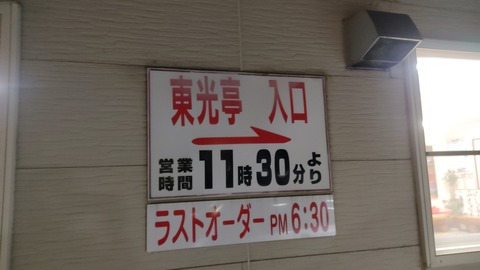 東光亭 入口
営業時間 11時30分より
ラストオーダー PM 6:30